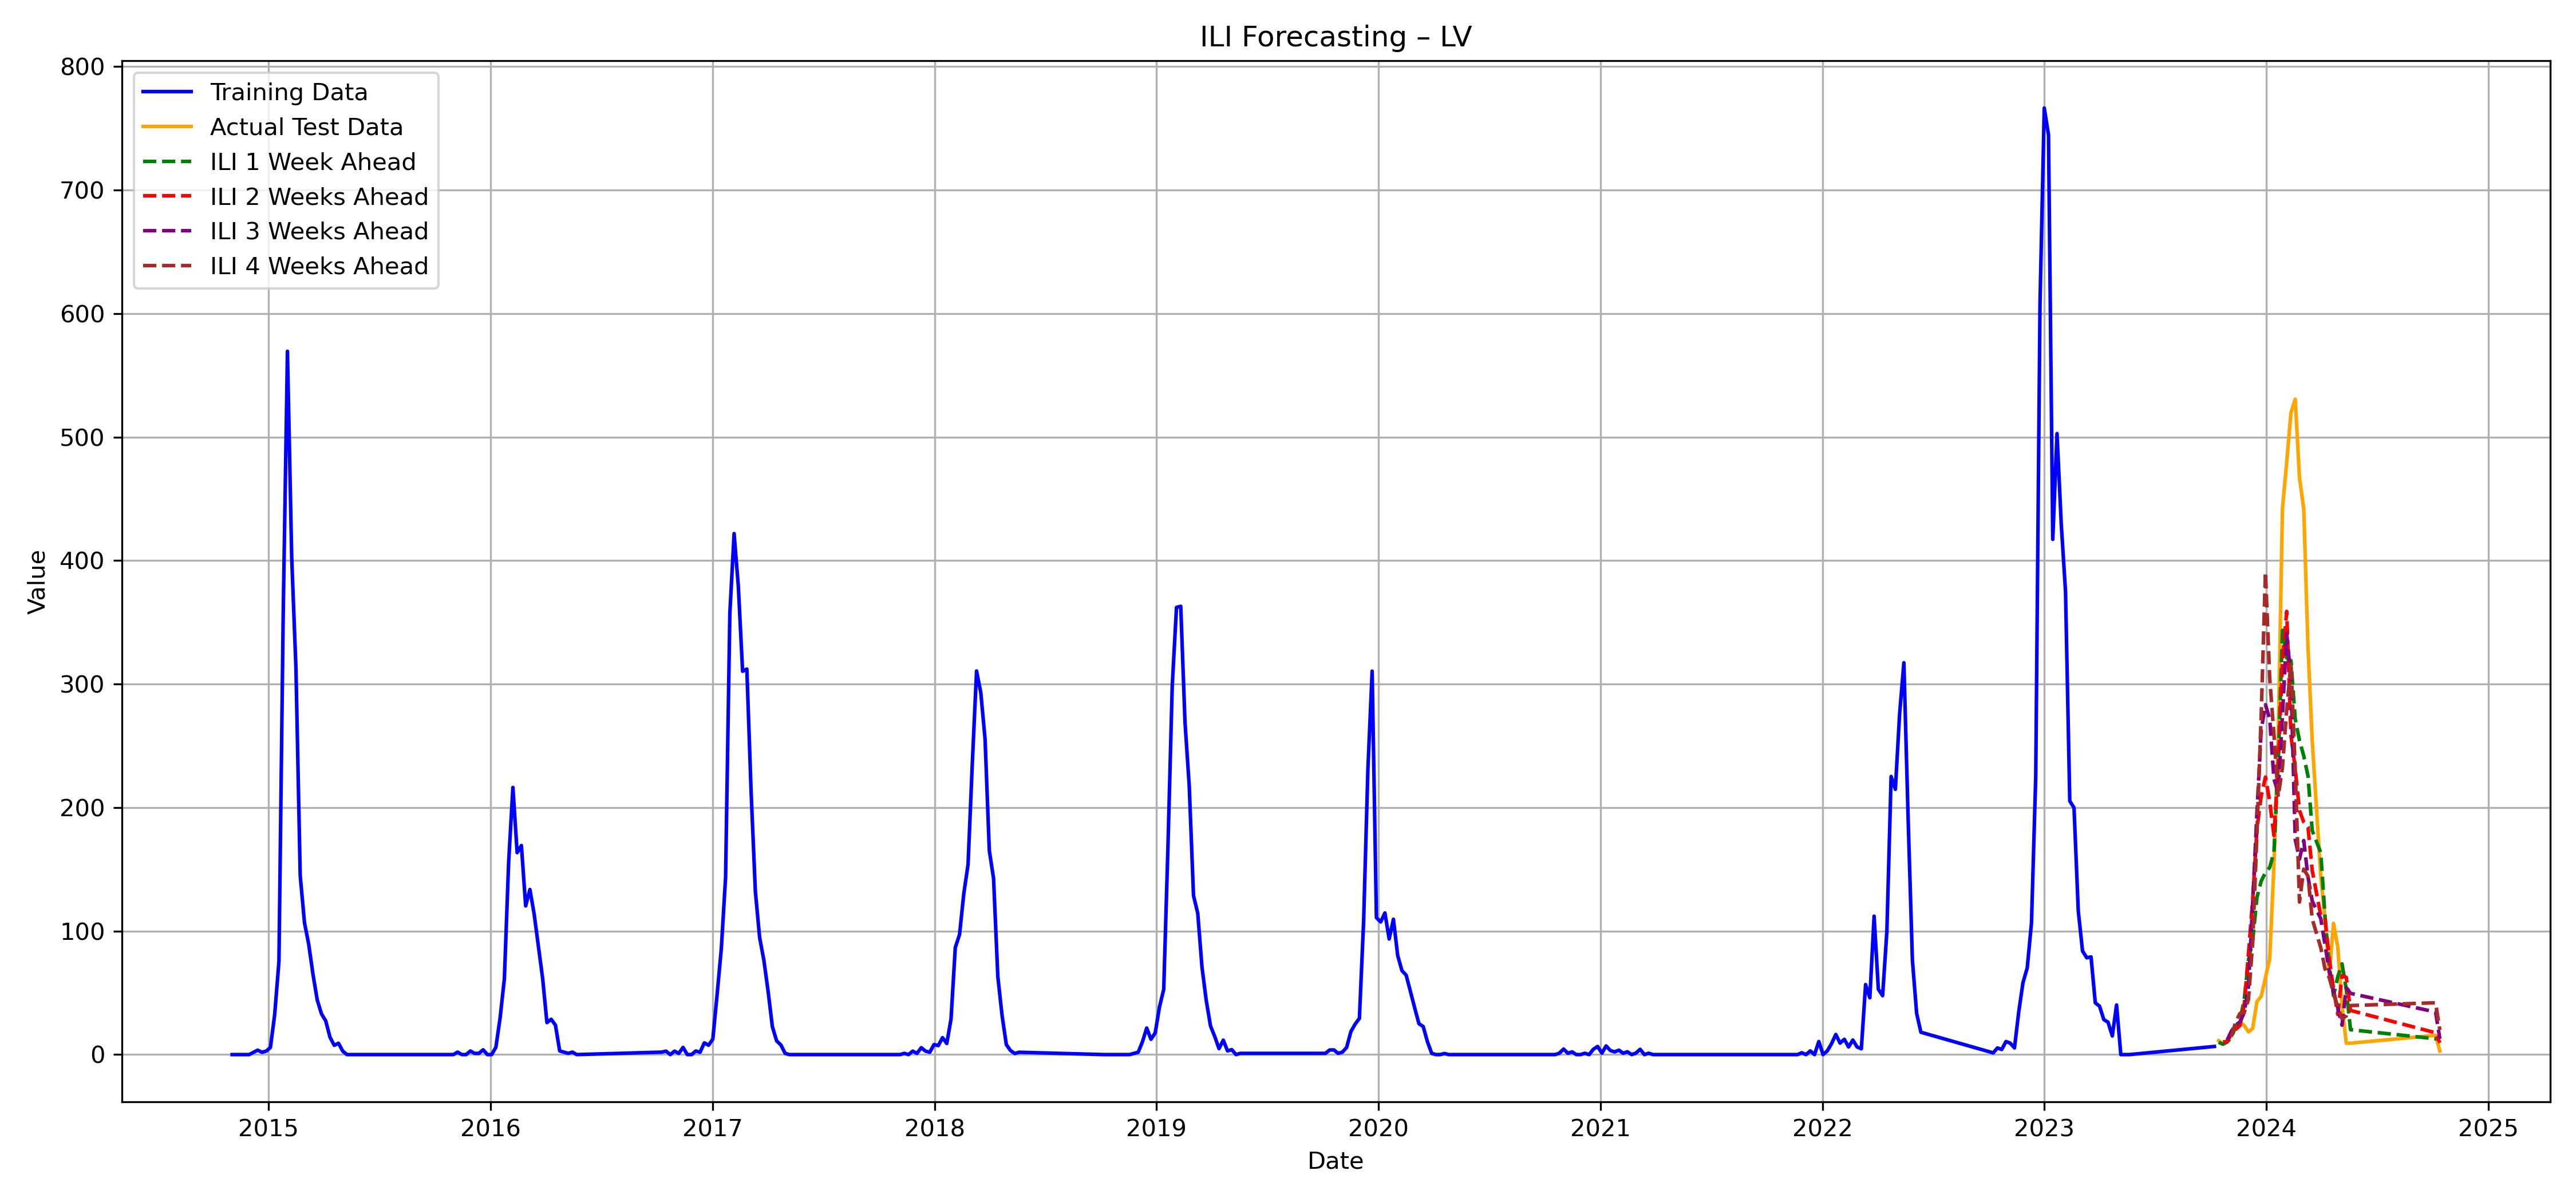 ILI Forecasting – LV
800
700
600
500
400
300
200
100
0
Value
Training Data
Actual Test Data
ILI 1 Week Ahead
ILI 2 Weeks Ahead
ILI 3 Weeks Ahead
ILI 4 Weeks Ahead
2015 2016 2017 2018 2019 2020 2021 2022 2023 2024 2025
Date